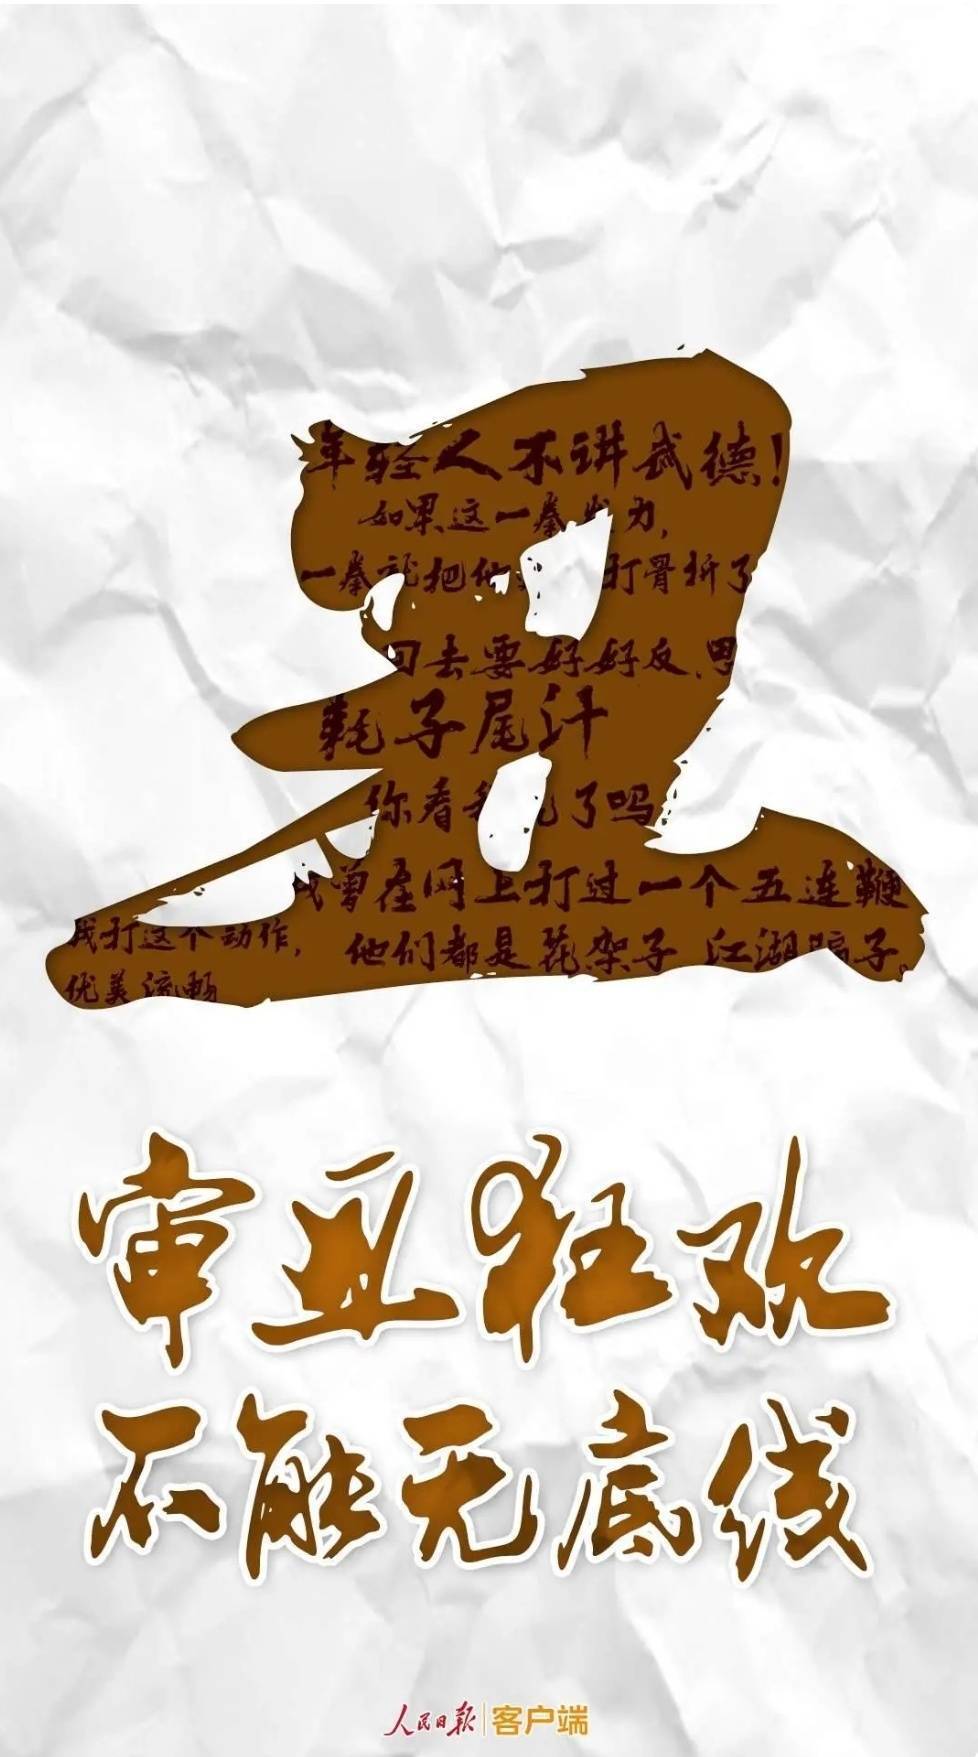 丑
年轻人不讲武德！
如果这一拳发力，
一拳就把他 打骨折了
回去要好好反思
耗子尾汁
你看我 了吗
我曾在网上打过一个五连鞭
我打这个动作，
优美流畅
他们都是花架子 江湖骗子。
审丑狂欢
不能无底线
人民日报 客户端